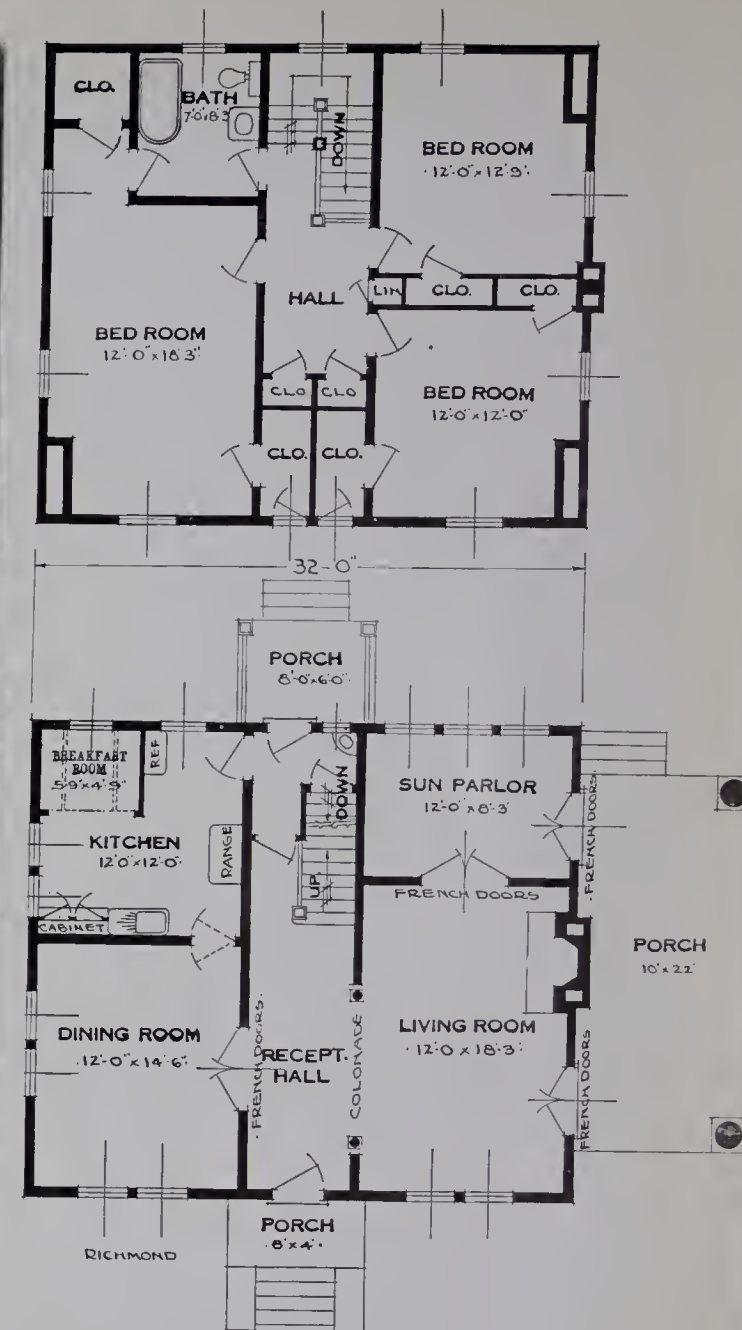 CLO.
BATH
7'-0"x8'-3"
DOWN
BED ROOM
12'-0"x12'-9"
LIN
CLO.
CLO.
HALL
BED ROOM
12'-0"x18'-3"
BED ROOM
12'-0"x12'-0"
CLO
CLO
CLO.
CLO.
32-0"
PORCH
8'-0"x6'-0"
BREAKFAST
ROOM
5'-9"x4'-9"
REF
DOWN
SUN PARLOR
12'-0"x8'-3"
FRENCH DOORS.
KITCHEN
12'0"x12'0"
RANGE
UP.
FRENCH DOORS
CABINET
PORCH
10'x22'
DINING ROOM
12'-0"x14'-6"
FRENCH DOORS.
RECEPT.
HALL
COLONADE
LIVING ROOM
12'-0 x 18'-3"
FRENCH DOORS
PORCH
8'x4'
RICHMOND